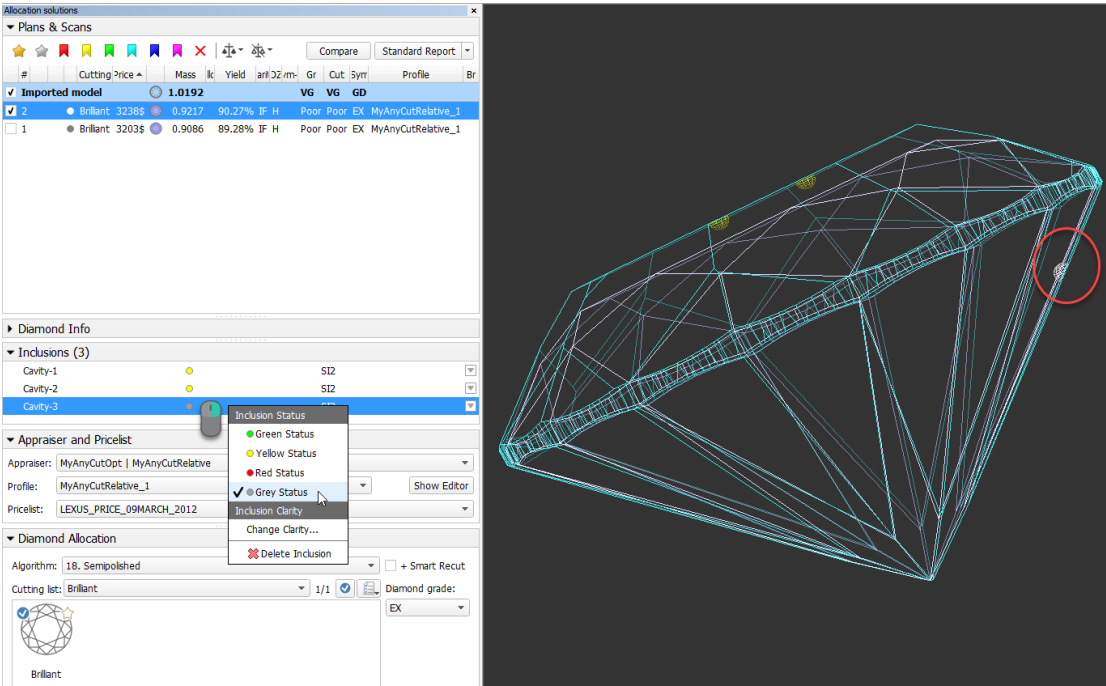 Allocation solutions
Plans & Scans
Compare Standard Report
# Cutting Price Mass Yield Gr Cut Sym Profile Br
Imported model 1.0192 VG VG GD
2 Brilliant 3238$ 0.9217 90.27% IF H Poor Poor EX MyAnyCutRelative_1
1 Brilliant 3203$ 0.9086 89.28% IF H Poor Poor EX MyAnyCutRelative_1
Diamond Info
Inclusions (3)
Cavity-1 SI2
Cavity-2 SI2
Cavity-3
Inclusion Status
Green Status
Yellow Status
Red Status
Grey Status
Inclusion Clarity
Change Clarity...
Delete Inclusion
Appraiser and Pricelist
Appraiser: MyAnyCutOpt | MyAnyCutRelative
Profile: MyAnyCutRelative_1 Show Editor
Pricelist: LEXUS_PRICE_09MARCH_2012
Diamond Allocation
Algorithm: 18. Semipolished + Smart Recut
Cutting list: Brilliant 1/1 Diamond grade:
EX
Brilliant